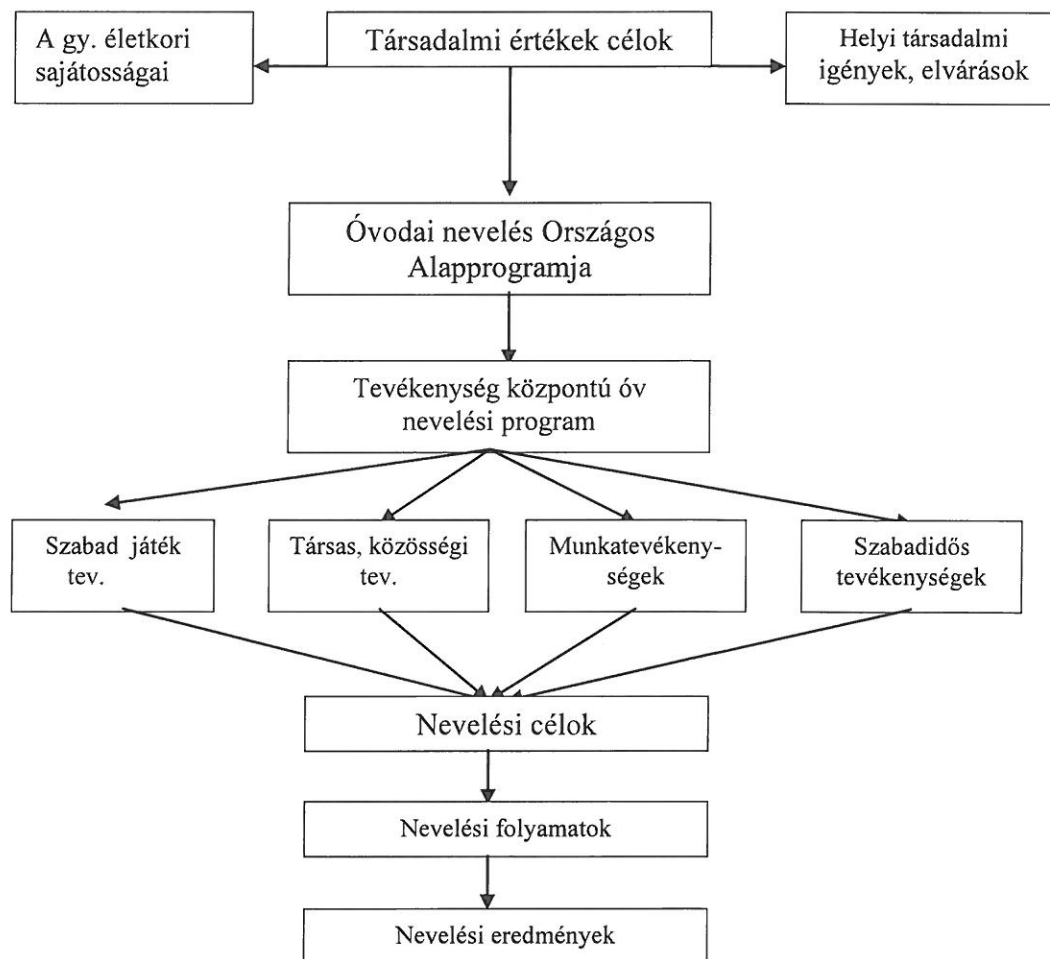 A gy. életkori
sajátosságai
Társadalmi értékek célok
Helyi társadalmi
igények, elvárások
Óvodai nevelés Országos
Alapprogramja
Tevékenység központú óv
nevelési program
Szabad játék
tev.
Társas, közösségi
tev.
Munkatevékeny-
ségek
Szabadidős
tevékenységek
Nevelési célok
Nevelési folyamatok
Nevelési eredmények